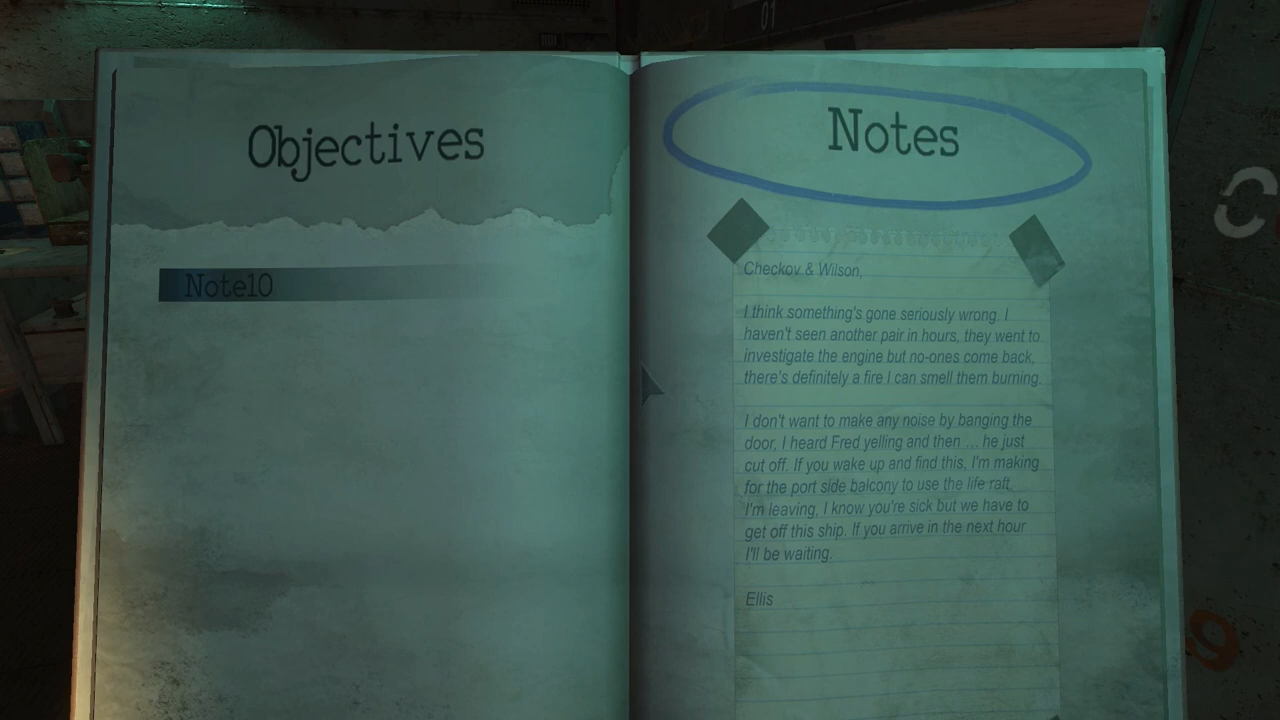 01
Objectives
Notes
Note10
Checkov & Wilson,
I think something's gone seriously wrong. I
haven't seen another pair in hours, they went to
investigate the engine but no-ones come back,
there's definitely a fire I can smell them burning.
I don't want to make any noise by banging the
door, I heard Fred yelling and then ... he just
cut off. If you wake up and find this, I'm making
for the port side balcony to use the life raft.
I'm leaving, I know you're sick but we have to
get off this ship. If you arrive in the next hour
I'll be waiting.
Ellis
9